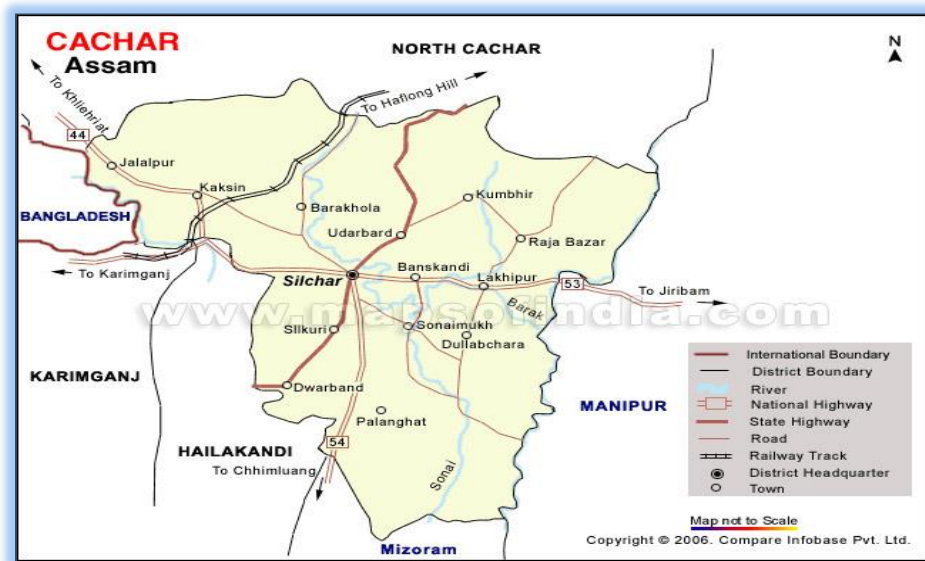 CACHAR
Assam
NORTH CACHAR
N
To Khliehriat
To Haflong Hill
44
Jalalpur
Kaksin
Kumbhir
BANGLADESH
Barakhola
Udarbard
Raja Bazar
To Karimganj
Silchar
Banskandi
Lakhipur
53
To Jiribam
Barak
www.mapsofindia.com
Silkuri
Sonaimukh
Dullabchara
KARIMGANJ
Dwarband
MANIPUR
Palanghat
HAILAKANDI
54
To Chhimluang
Sonai
Mizoram
International Boundary
District Boundary
River
National Highway
State Highway
Road
Railway Track
District Headquarter
Town
Map not to Scale
Copyright © 2006. Compare Infobase Pvt. Ltd.